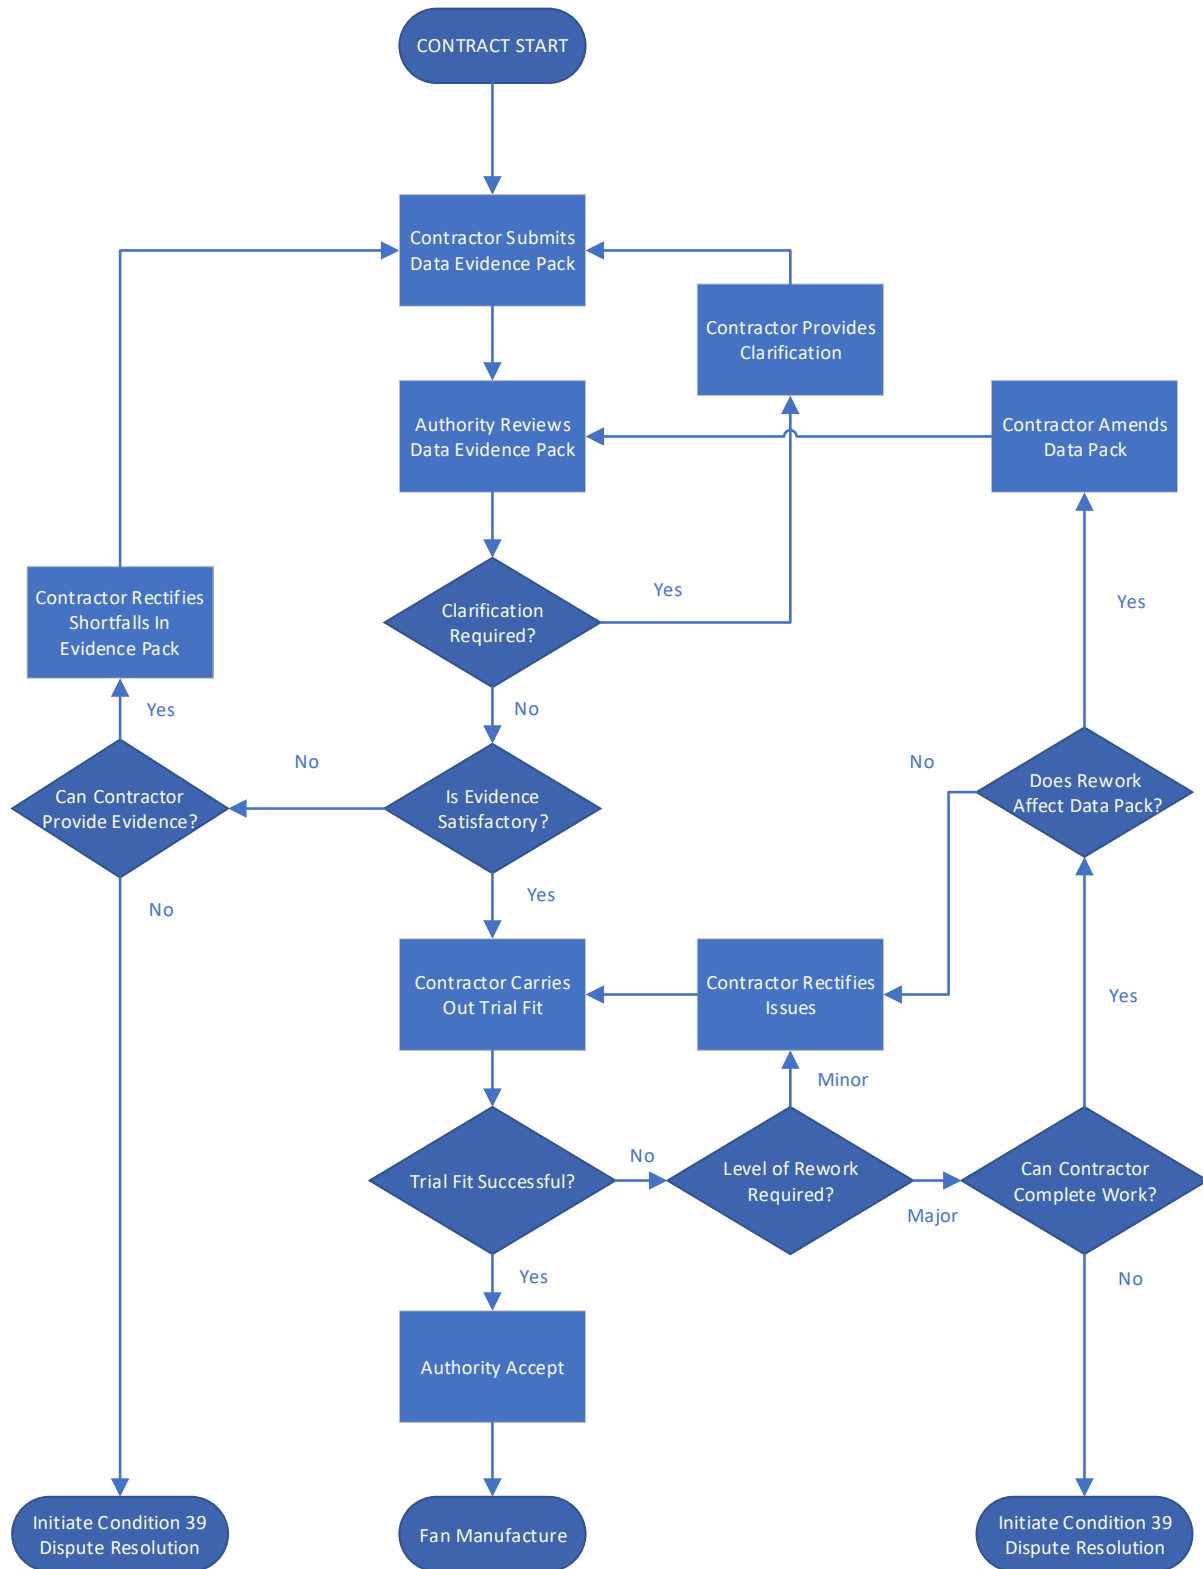 CONTRACT START
Contractor Submits
Data Evidence Pack
Contractor Provides
Clarification
Authority Reviews
Data Evidence Pack
Contractor Amends
Data Pack
Clarification
Required?
Yes
Contractor Rectifies
Shortfalls In
Evidence Pack
Yes
Yes
No
Can Contractor
Provide Evidence?
No
Is Evidence
Satisfactory?
No
Does Rework
Affect Data Pack?
No
Yes
Contractor Carries
Out Trial Fit
Contractor Rectifies
Issues
Yes
Minor
Trial Fit Successful?
No
Level of Rework
Required?
Major
Can Contractor
Complete Work?
Yes
No
Authority Accept
Initiate Condition 39
Dispute Resolution
Fan Manufacture
Initiate Condition 39
Dispute Resolution